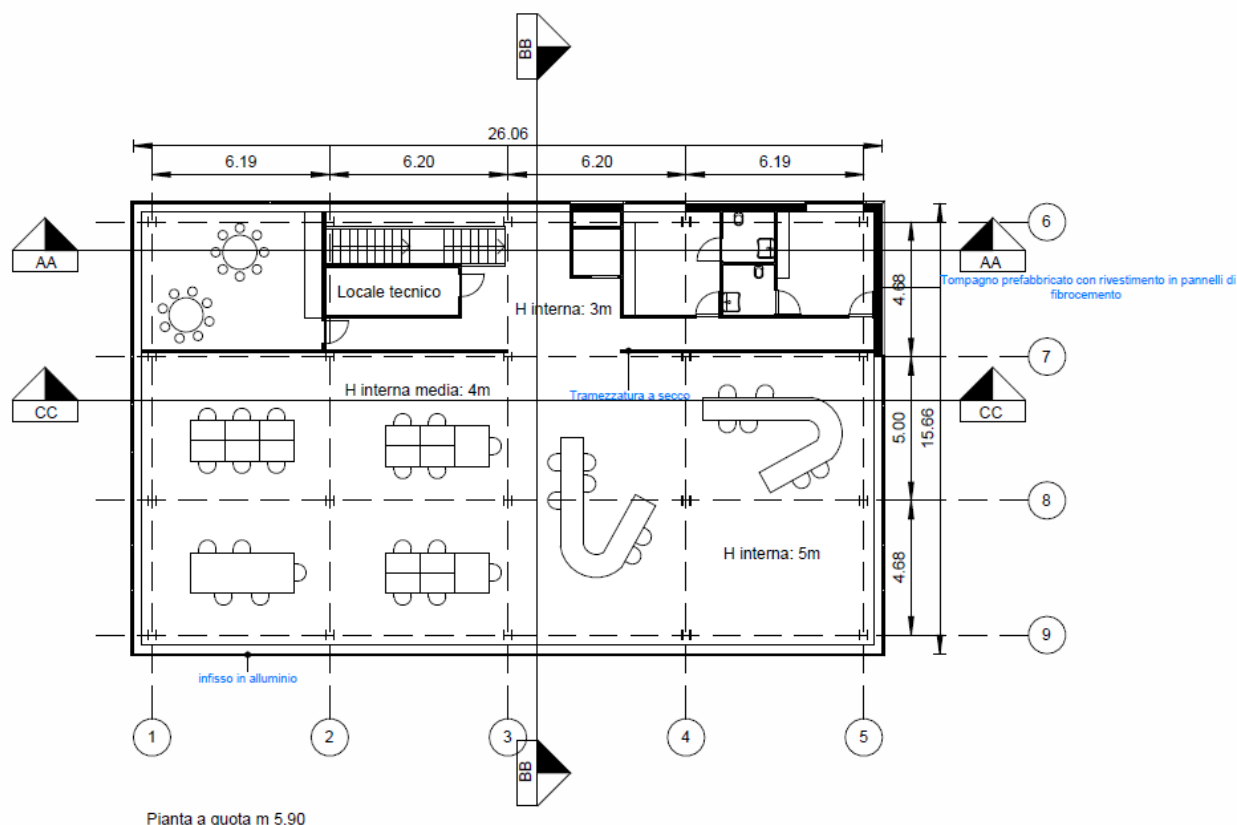 BB
26.06
6.19
6.20
6.20
6.19
6
AA
AA
4.68
Tompagno prefabbricato con rivestimento in pannelli di
fibrocemento
Locale tecnico
H interna: 3m
7
H interna media: 4m
Tramezzatura a secco
CC
CC
5.00
15.66
8
H interna: 5m
4.68
9
infisso in alluminio
1
2
3
4
5
BB
Pianta a quota m 5.90